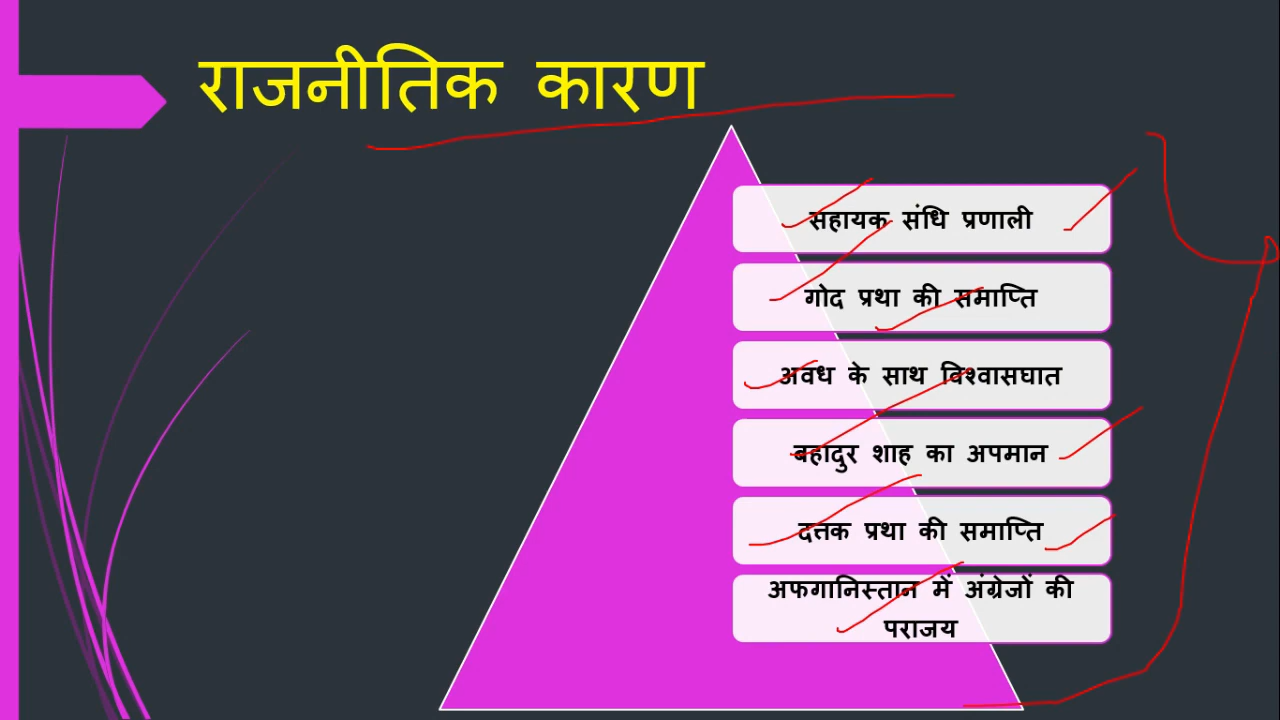 राजनीतिक कारण
सहायक संधि प्रणाली
गोद प्रथा की समाप्ति
अवध के साथ विश्वासघात
बहादुर शाह का अपमान
दत्तक प्रथा की समाप्ति
अफगानिस्तान में अंग्रेजों की
पराजय